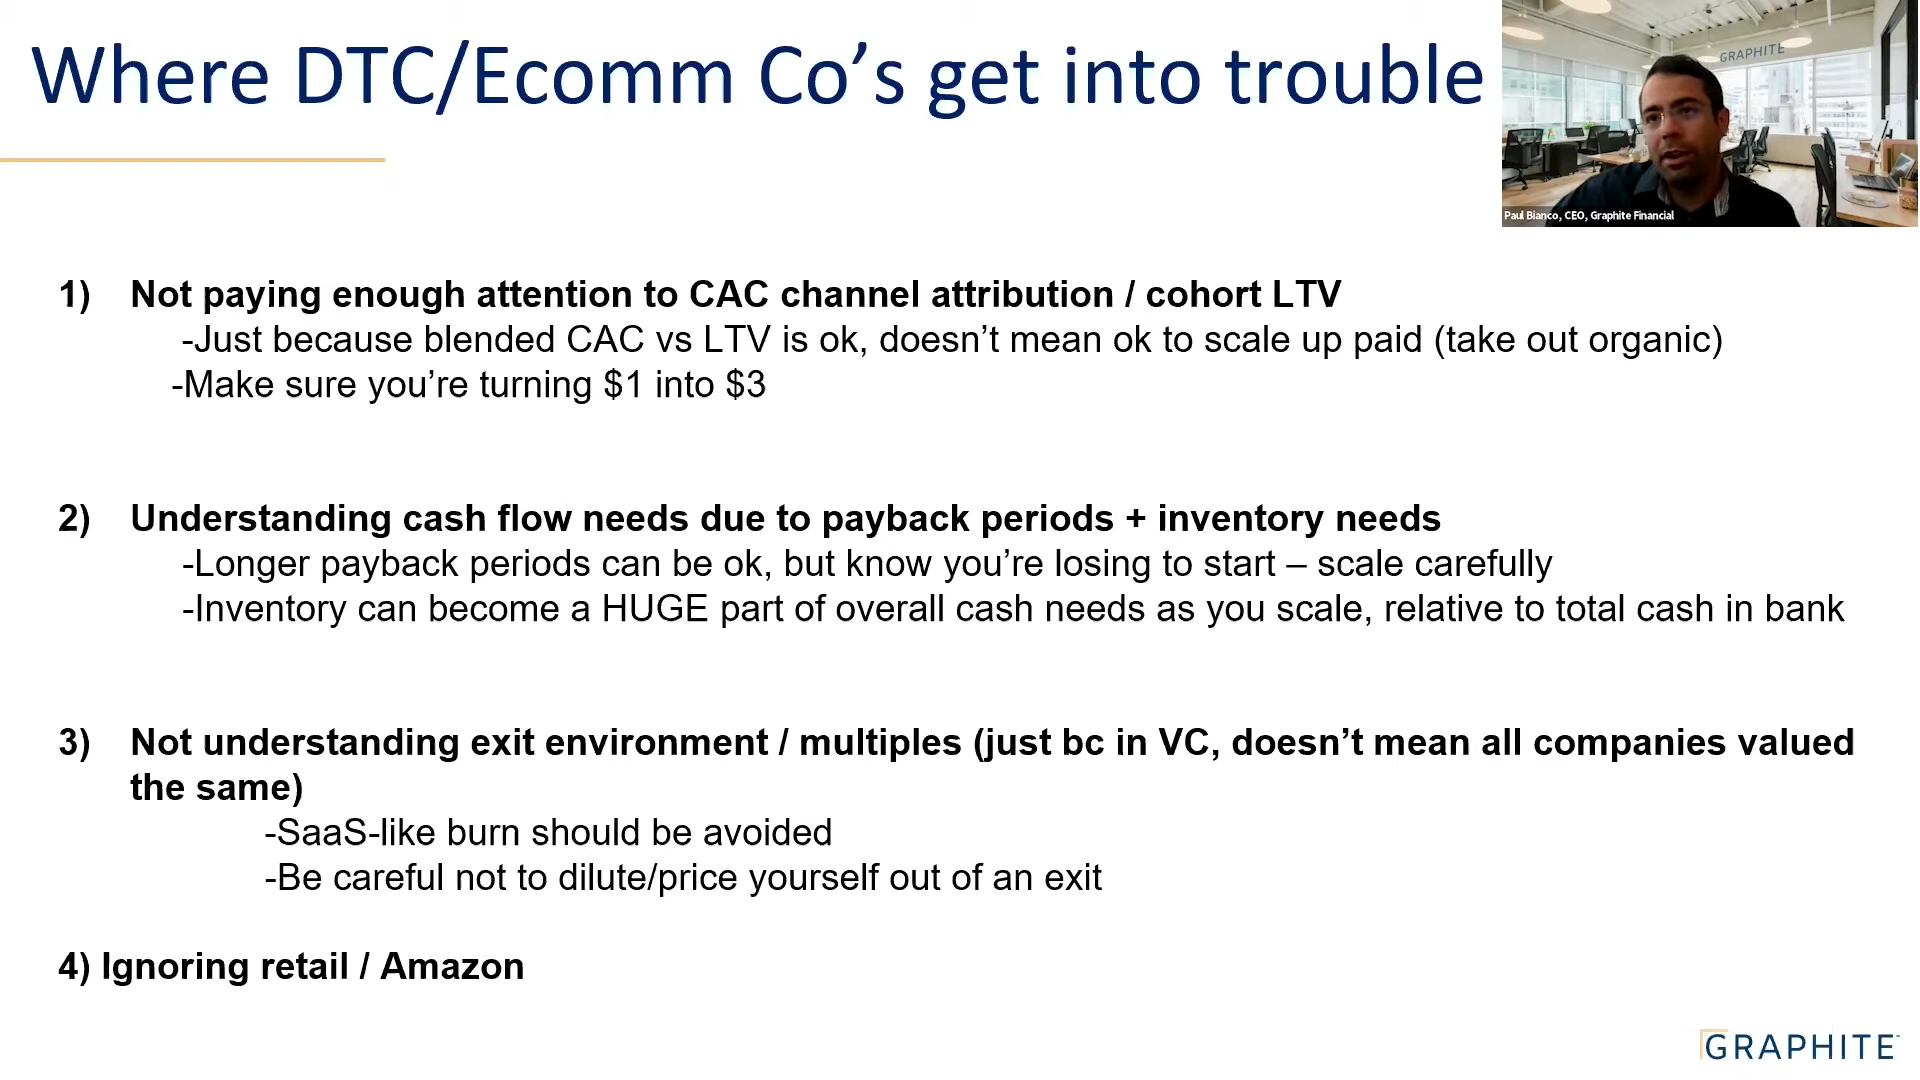 Where DTC/Ecomm Co’s get into trouble
GRAPHITE
Paul Bianco, CEO, Graphite Financial
1) Not paying enough attention to CAC channel attribution / cohort LTV
-Just because blended CAC vs LTV is ok, doesn’t mean ok to scale up paid (take out organic)
-Make sure you’re turning $1 into $3
2) Understanding cash flow needs due to payback periods + inventory needs
-Longer payback periods can be ok, but know you’re losing to start – scale carefully
-Inventory can become a HUGE part of overall cash needs as you scale, relative to total cash in bank
3) Not understanding exit environment / multiples (just bc in VC, doesn’t mean all companies valued
the same)
-SaaS-like burn should be avoided
-Be careful not to dilute/price yourself out of an exit
4) Ignoring retail / Amazon
GRAPHITE